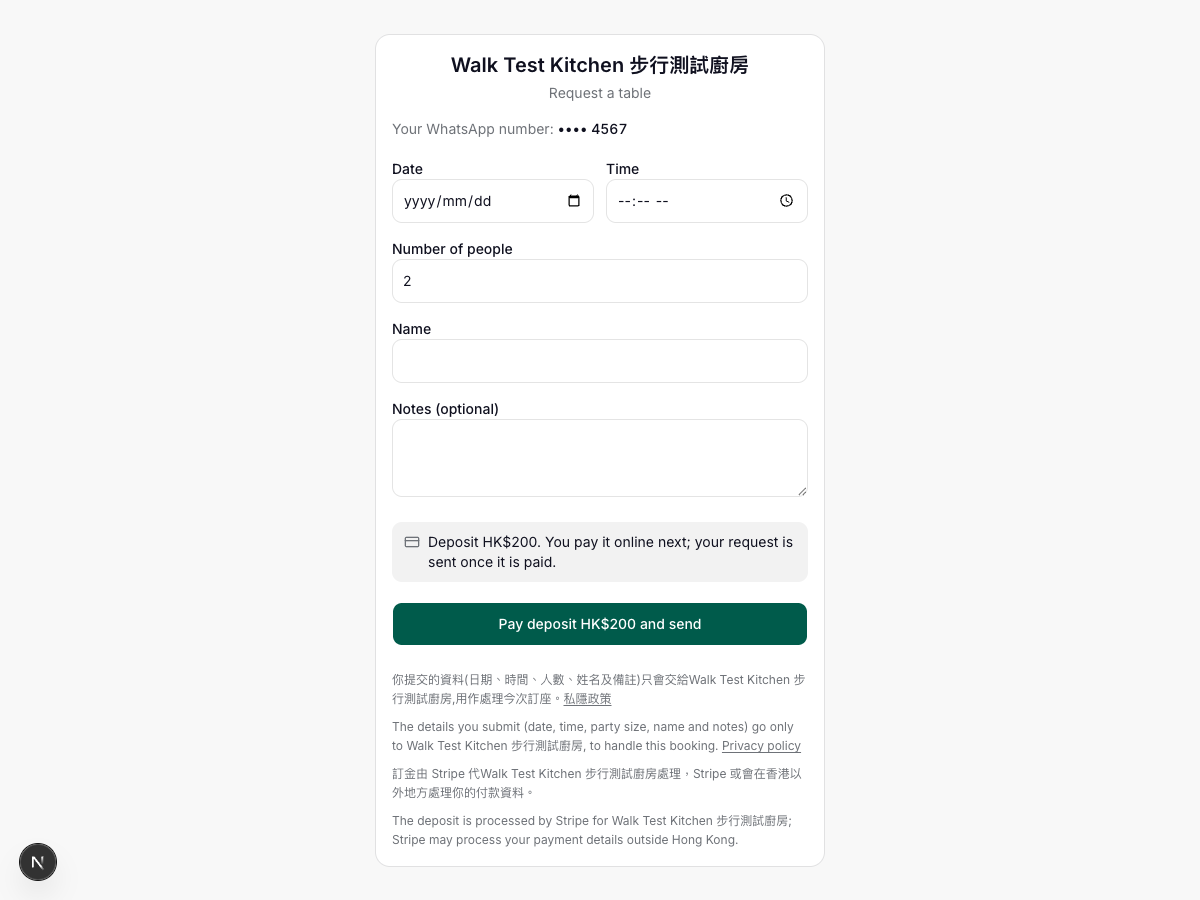 Walk Test Kitchen 步行測試廚房
Request a table
Your WhatsApp number: •••• 4567
Date
Time
yyyy/mm/dd
--:-- --
Number of people
2
Name
Notes (optional)
Deposit HK$200. You pay it online next; your request is
sent once it is paid.
Pay deposit HK$200 and send
你提交的資料(日期、時間、人數、姓名及備註)只會交給Walk Test Kitchen 步
行測試廚房,用作處理今次訂座。私隱政策
The details you submit (date, time, party size, name and notes) go only
to Walk Test Kitchen 步行測試廚房, to handle this booking. Privacy policy
訂金由 Stripe 代Walk Test Kitchen 步行測試廚房處理，Stripe 或會在香港以
外地方處理你的付款資料。
The deposit is processed by Stripe for Walk Test Kitchen 步行測試廚房;
Stripe may process your payment details outside Hong Kong.
N